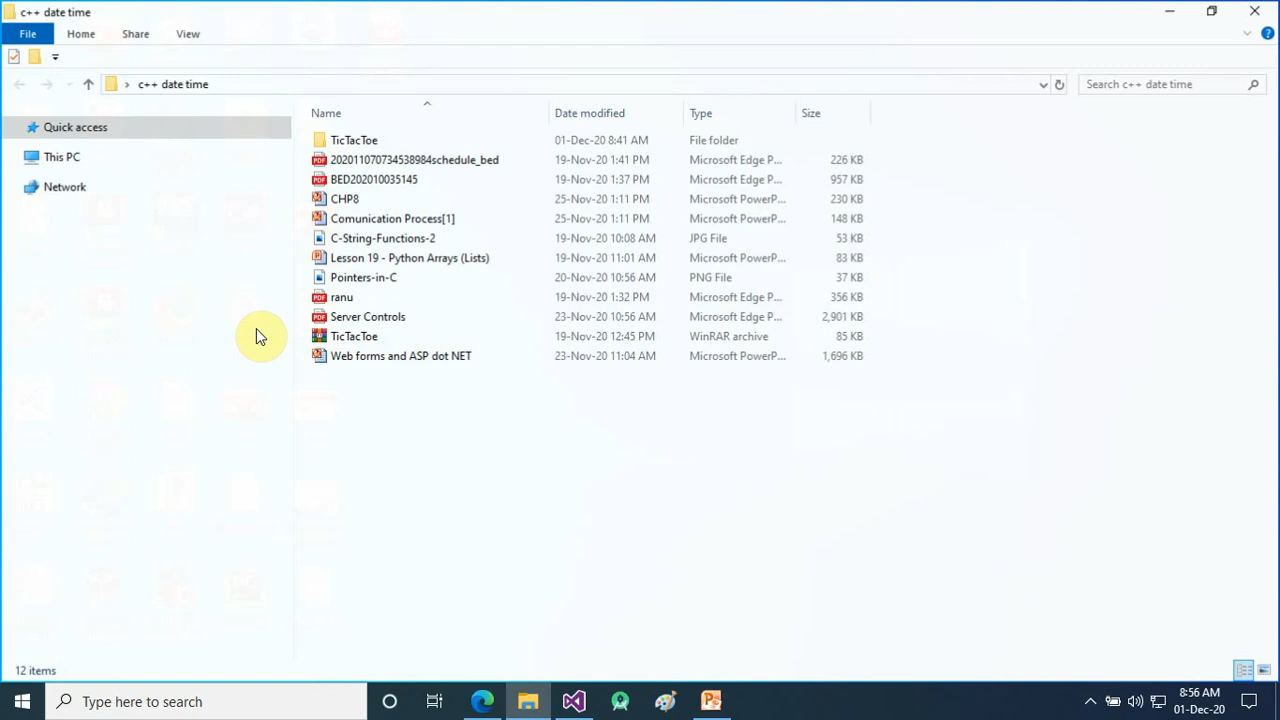 c++ date time
File Home Share View
c++ date time
Search c++ date time
Quick access
This PC
Network
Name Date modified Type Size
TicTacToe 01-Dec-20 8:41 AM File folder
202011070734538984schedule_bed 19-Nov-20 1:41 PM Microsoft Edge P... 226 KB
BED202010035145 19-Nov-20 1:37 PM Microsoft Edge P... 957 KB
CHP8 25-Nov-20 1:11 PM Microsoft PowerP... 230 KB
Comunication Process[1] 25-Nov-20 1:11 PM Microsoft PowerP... 148 KB
C-String-Functions-2 19-Nov-20 10:08 AM JPG File 53 KB
Lesson 19 - Python Arrays (Lists) 19-Nov-20 11:01 AM Microsoft PowerP... 83 KB
Pointers-in-C 20-Nov-20 10:56 AM PNG File 37 KB
ranu 19-Nov-20 1:32 PM Microsoft Edge P... 356 KB
Server Controls 23-Nov-20 10:56 AM Microsoft Edge P... 2,901 KB
TicTacToe 19-Nov-20 12:45 PM WinRAR archive 85 KB
Web forms and ASP dot NET 23-Nov-20 11:04 AM Microsoft PowerP... 1,696 KB
12 items
Type here to search
8:56 AM
01-Dec-20